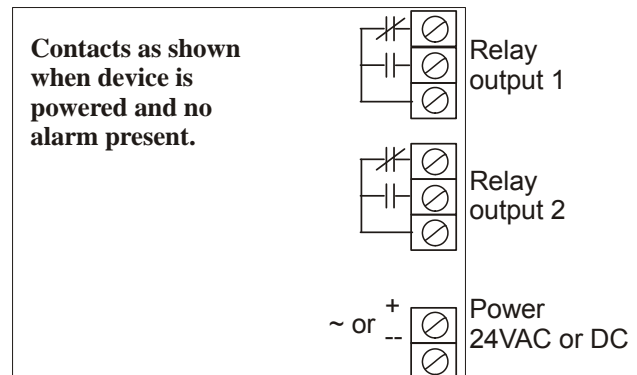 Contacts as shown
when device is
powered and no
alarm present.
Relay
output 1
Relay
output 2
~ or + --
Power
24VAC or DC